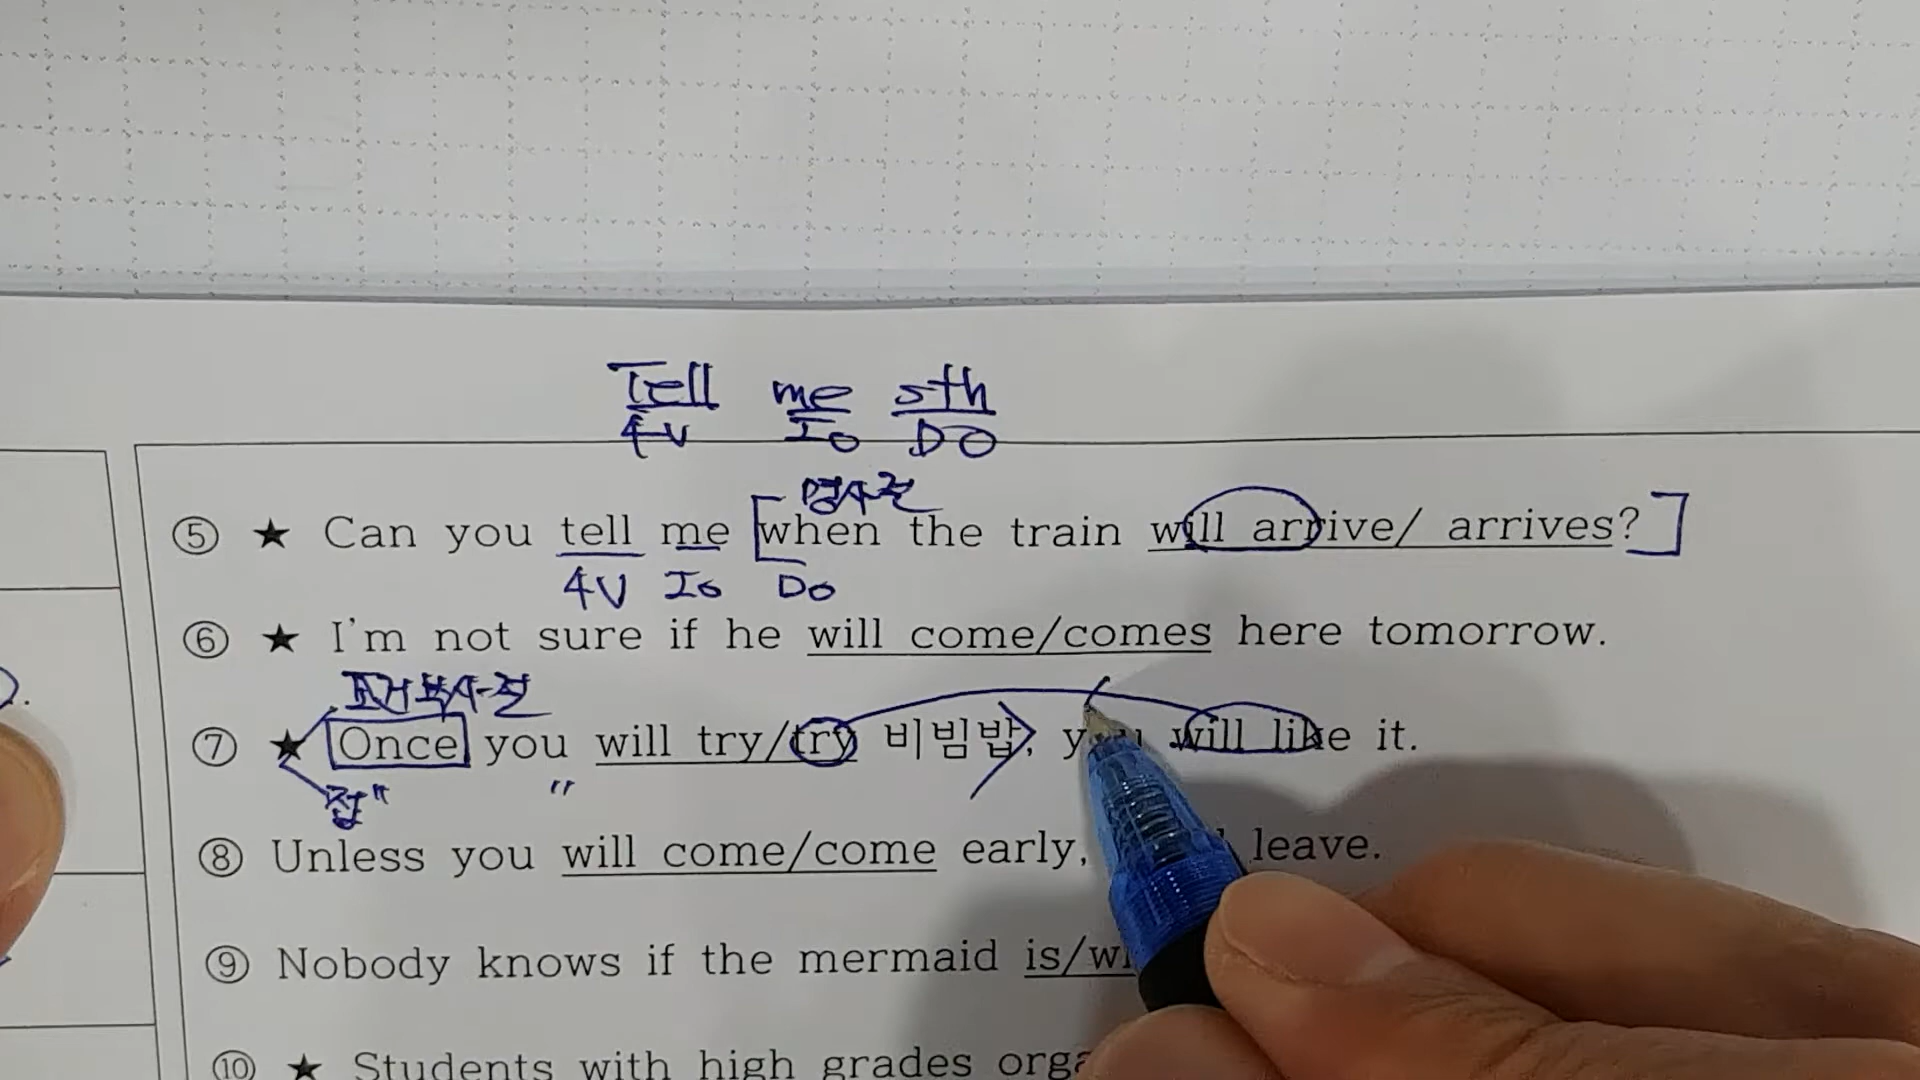 Tell me sth
4V IO DO
명사절
⑤ ★ Can you tell me [when the train will arrive/ arrives?]
4V IO DO
⑥ ★ I'm not sure if he will come/comes here tomorrow.
조건 부사절
⑦ ★ Once you will try/try 비빔밥, will like it.
접" "
⑧ Unless you will come/come early, leave.
⑨ Nobody knows if the mermaid is/
⑩ ★ Students with high grades